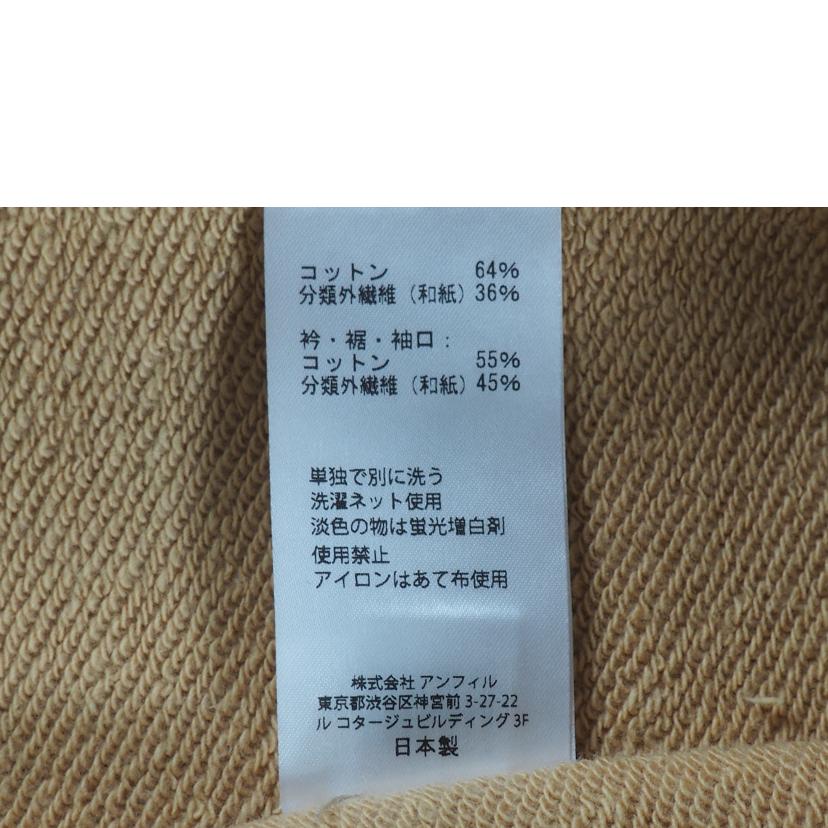 コットン 64%
分類外繊維（和紙）36%
衿・裾・袖口：
コットン 55%
分類外繊維（和紙）45%
単独で別に洗う
洗濯ネット使用
淡色の物は蛍光増白剤
使用禁止
アイロンはあて布使用
株式会社 アンフィル
東京都渋谷区神宮前 3-27-22
ル コタージュビルディング 3F
日本製